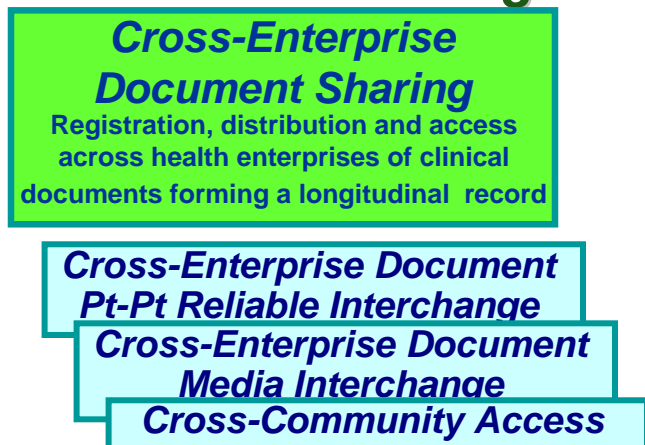 Cross-Enterprise
Document Sharing
Registration, distribution and access
across health enterprises of clinical
documents forming a longitudinal record
Cross-Enterprise Document
Pt-Pt Reliable Interchange
Cross-Enterprise Document
Media Interchange
Cross-Community Access